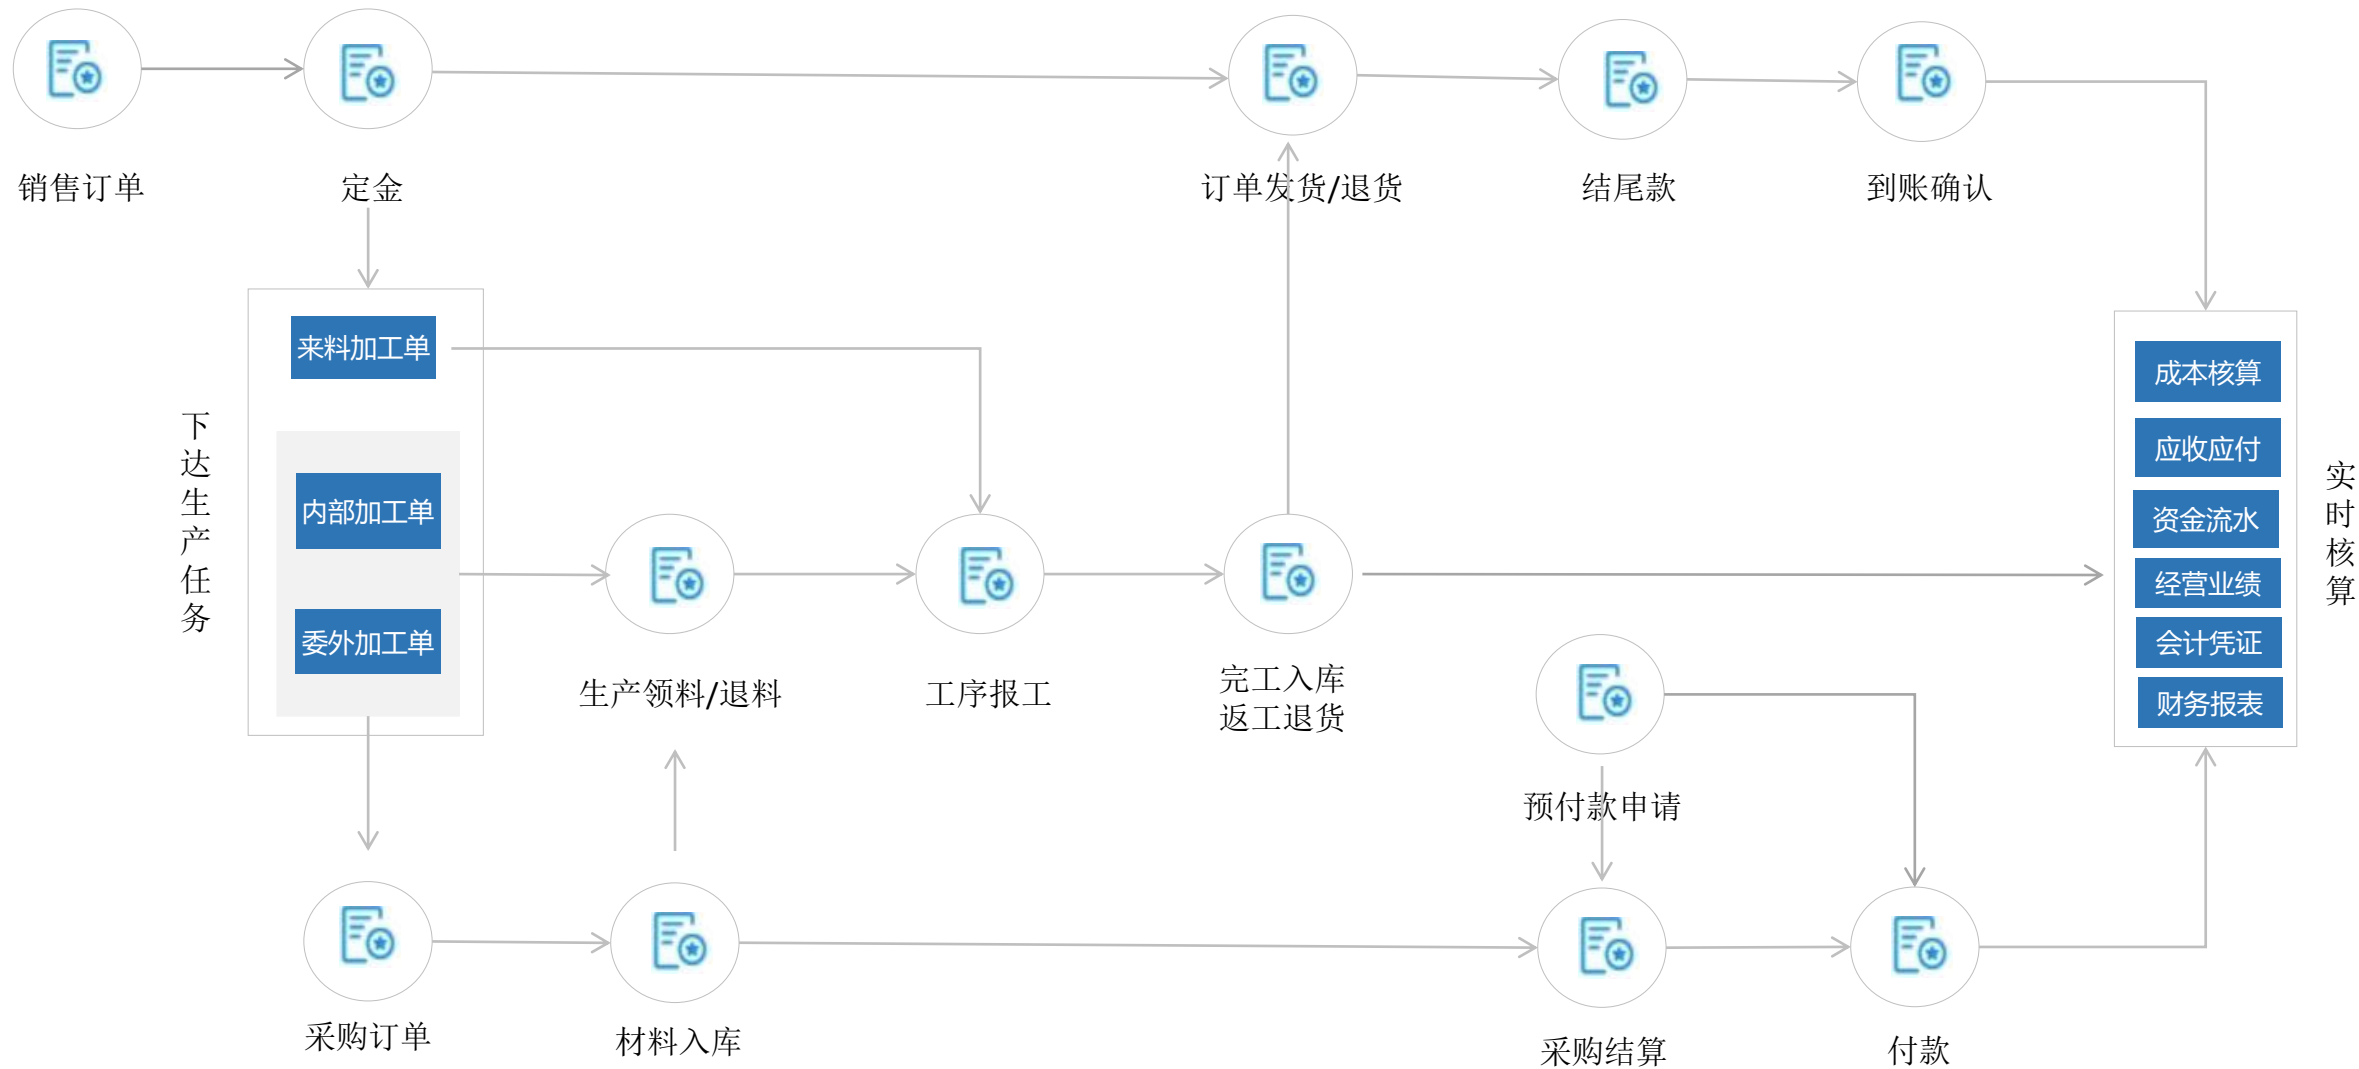 销售订单
定金
订单发货/退货
结尾款
到账确认
下达生产任务
来料加工单
内部加工单
委外加工单
生产领料/退料
工序报工
完工入库
返工退货
预付款申请
成本核算
应收应付
资金流水
经营业绩
会计凭证
财务报表
实时核算
采购订单
材料入库
采购结算
付款